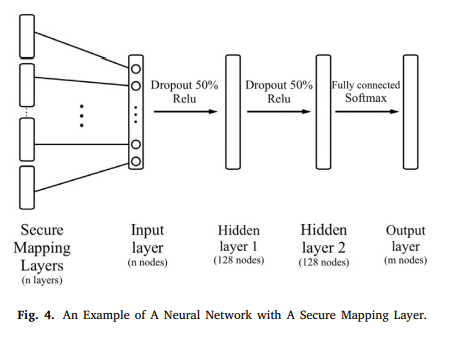 Dropout 50%
Relu
Dropout 50%
Relu
Fully connected
Softmax
Secure
Mapping
Layers
(n layers)
Input
layer
(n nodes)
Hidden
layer 1
(128 nodes)
Hidden
layer 2
(128 nodes)
Output
layer
(m nodes)
Fig. 4. An Example of A Neural Network with A Secure Mapping Layer.